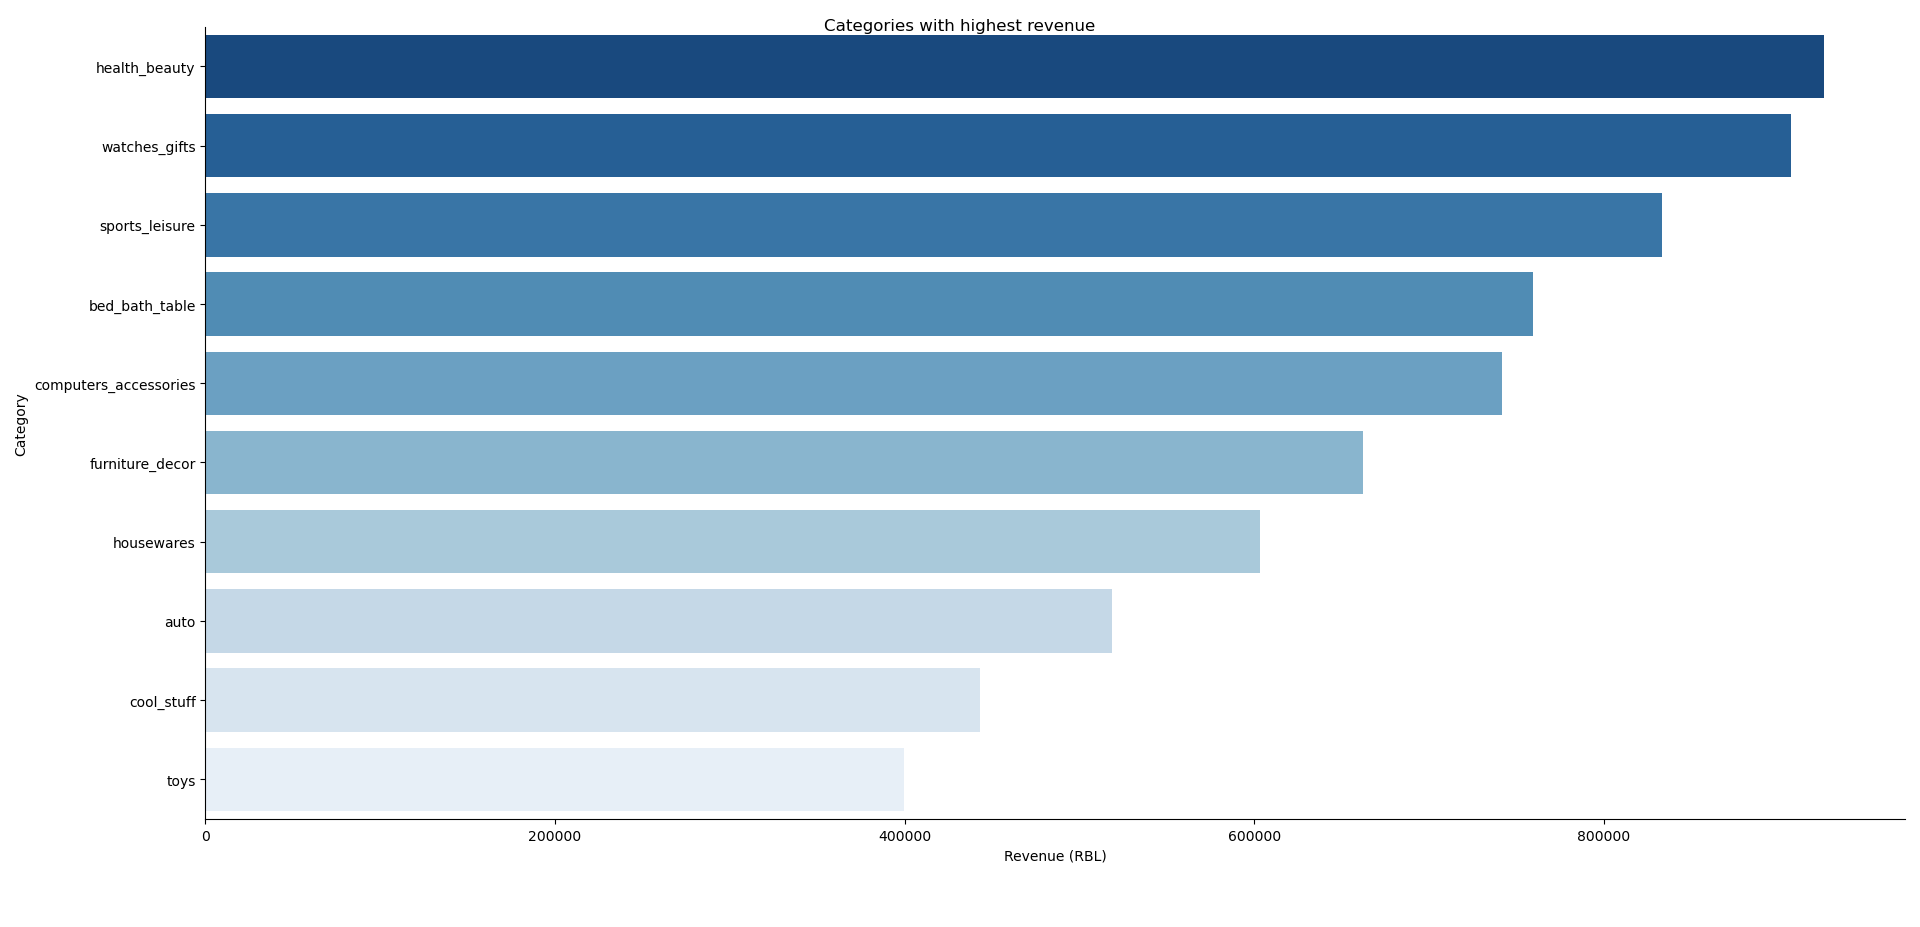 Categories with highest revenue
health_beauty
watches_gifts
sports_leisure
bed_bath_table
computers_accessories
furniture_decor
housewares
auto
cool_stuff
toys
Category
0 200000 400000 600000 800000
Revenue (RBL)